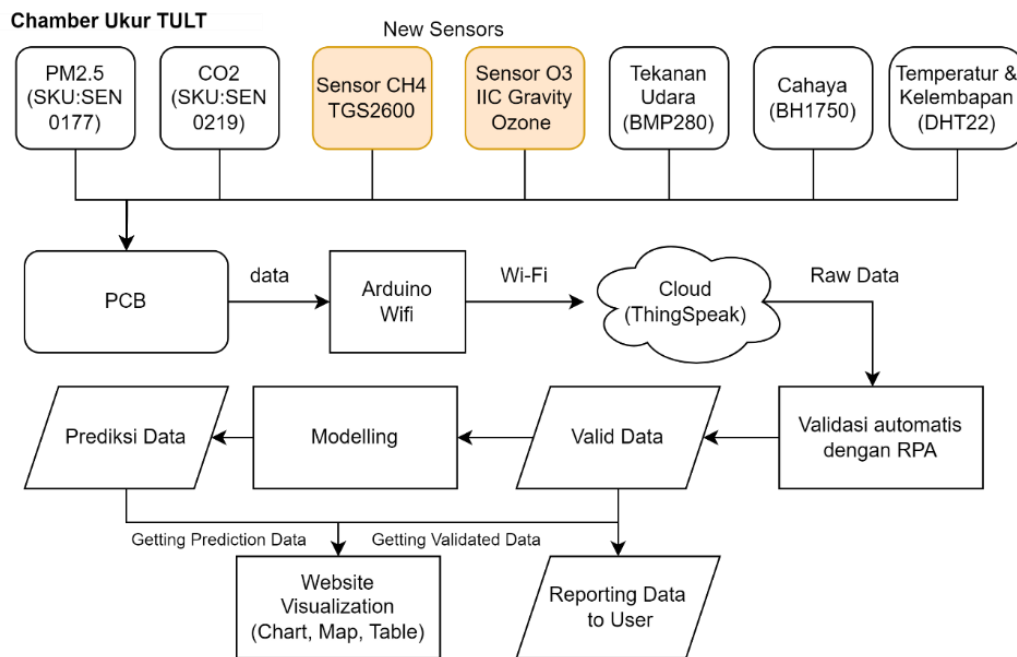 Chamber Ukur TULT
New Sensors
PM2.5
(SKU:SEN
0177)
CO2
(SKU:SEN
0219)
Sensor CH4
TGS2600
Sensor O3
IIC Gravity
Ozone
Tekanan
Udara
(BMP280)
Cahaya
(BH1750)
Temperatur &
Kelembapan
(DHT22)
PCB
data
Arduino
Wifi
Wi-Fi
Cloud
(ThingSpeak)
Raw Data
Prediksi Data
Modelling
Valid Data
Validasi automatis
dengan RPA
Getting Prediction Data
Getting Validated Data
Website
Visualization
(Chart, Map, Table)
Reporting Data
to User